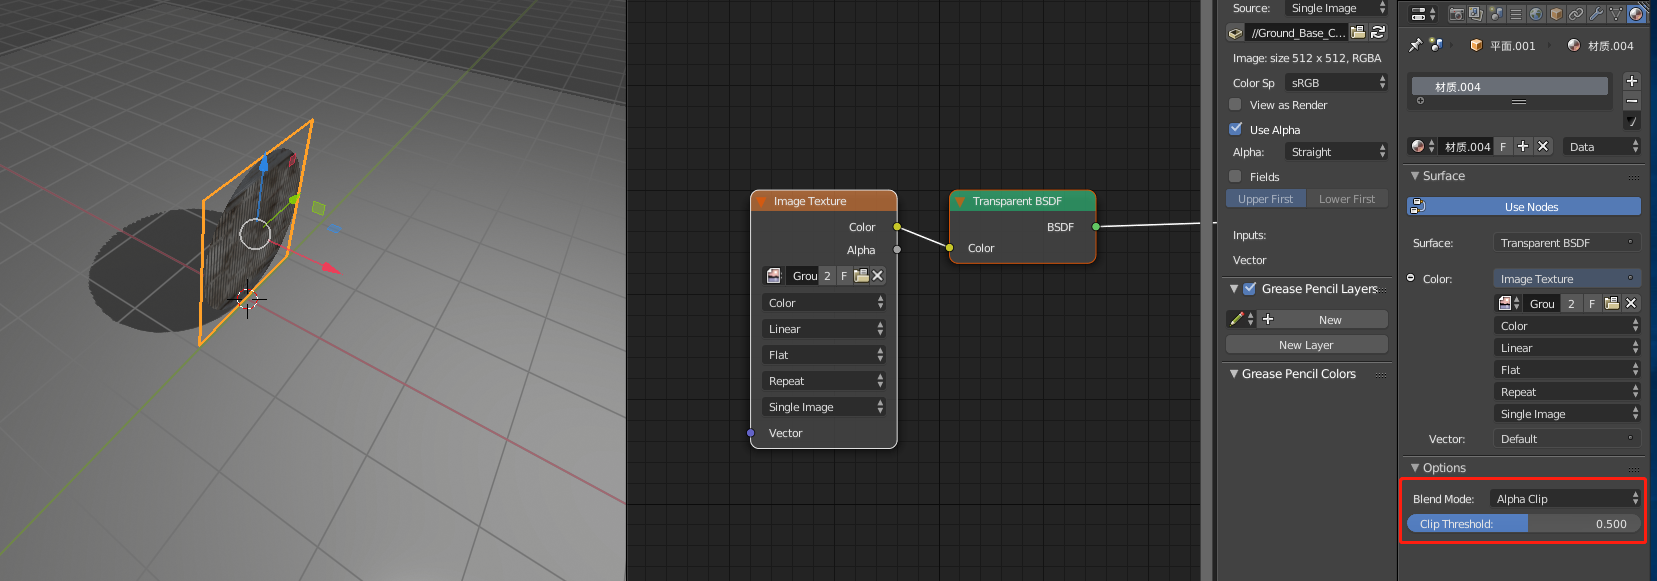 Image Texture
Color
Alpha
Grou 2 F
Color
Linear
Flat
Repeat
Single Image
Vector
Transparent BSDF
BSDF
Color
Source: Single Image
//Ground_Base_C...
Image: size 512 x 512, RGBA
Color Sp sRGB
View as Render
Use Alpha
Alpha: Straight
Fields
Upper First Lower First
Inputs:
Vector
Grease Pencil Layers
New
New Layer
Grease Pencil Colors
平面.001 材质.004
材质.004
材质.004 F Data
Surface
Use Nodes
Surface: Transparent BSDF
Color: Image Texture
Grou 2 F
Color
Linear
Flat
Repeat
Single Image
Vector: Default
Options
Blend Mode: Alpha Clip
Clip Threshold: 0.500